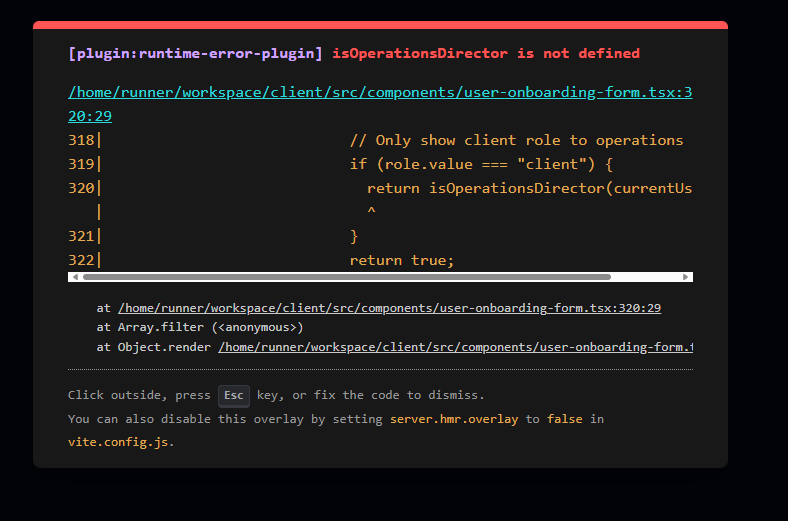 [plugin:runtime-error-plugin] isOperationsDirector is not defined
/home/runner/workspace/client/src/components/user-onboarding-form.tsx:3
20:29
318|                             // Only show client role to operations
319|                             if (role.value === "client") {
320|                               return isOperationsDirector(currentUs
   |                               ^
321|                             }
322|                             return true;
at /home/runner/workspace/client/src/components/user-onboarding-form.tsx:320:29
at Array.filter (<anonymous>)
at Object.render /home/runner/workspace/client/src/components/user-onboarding-form.
Click outside, press Esc key, or fix the code to dismiss.
You can also disable this overlay by setting server.hmr.overlay to false in
vite.config.js.